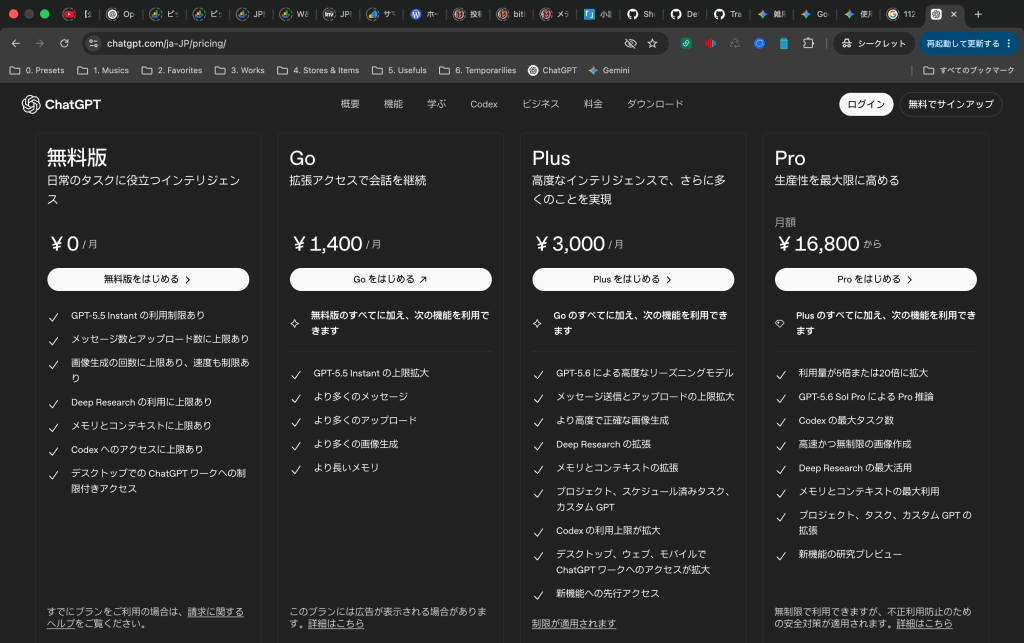 【
Op
ビッ
ビッ
JPI
W&
JPM
サモ
ホー
投稿
bitl
メラ
小論
Sho
Def
Tra
雑用
Goo
使用
112
chatgpt.com/ja-JP/pricing/
シークレット
再起動して更新する
0. Presets
1. Musics
2. Favorites
3. Works
4. Stores & Items
5. Usefuls
6. Temporarilies
ChatGPT
Gemini
すべてのブックマーク
ChatGPT
概要
機能
学ぶ
Codex
ビジネス
料金
ダウンロード
ログイン
無料でサインアップ
無料版
日常のタスクに役立つインテリジェン
ス
¥0 / 月
無料版をはじめる
GPT-5.5 Instant の利用制限あり
メッセージ数とアップロード数に上限あり
画像生成の回数に上限あり、速度も制限あ
り
Deep Research の利用に上限あり
メモリとコンテキストに上限あり
Codex へのアクセスに上限あり
デスクトップでの ChatGPT ワークへの制
限付きアクセス
すでにプランをご利用の場合は、請求に関する
ヘルプをご覧ください。
Go
拡張アクセスで会話を継続
¥1,400 / 月
Go をはじめる
無料版のすべてに加え、次の機能を利用で
きます
GPT-5.5 Instant の上限拡大
より多くのメッセージ
より多くのアップロード
より多くの画像生成
より長いメモリ
このプランには広告が表示される場合がありま
す。詳細はこちら
Plus
高度なインテリジェンスで、さらに多
くのことを実現
¥3,000 / 月
Plus をはじめる
Go のすべてに加え、次の機能を利用でき
ます
GPT-5.6 による高度なリーズニングモデル
メッセージ送信とアップロードの上限拡大
より高度で正確な画像生成
Deep Research の拡張
メモリとコンテキストの拡張
プロジェクト、スケジュール済みタスク、
カスタム GPT
Codex の利用上限が拡大
デスクトップ、ウェブ、モバイルで
ChatGPT ワークへのアクセスが拡大
新機能への先行アクセス
制限が適用されます
Pro
生産性を最大限に高める
月額
¥16,800 から
Pro をはじめる
Plus のすべてに加え、次の機能を利用でき
ます
利用量が5倍または20倍に拡大
GPT-5.6 Sol Pro による Pro 推論
Codex の最大タスク数
高速かつ無制限の画像作成
Deep Research の最大活用
メモリとコンテキストの最大利用
プロジェクト、タスク、カスタム GPT の
拡張
新機能の研究プレビュー
無制限で利用できますが、不正利用防止のため
の安全対策が適用されます。詳細はこちら